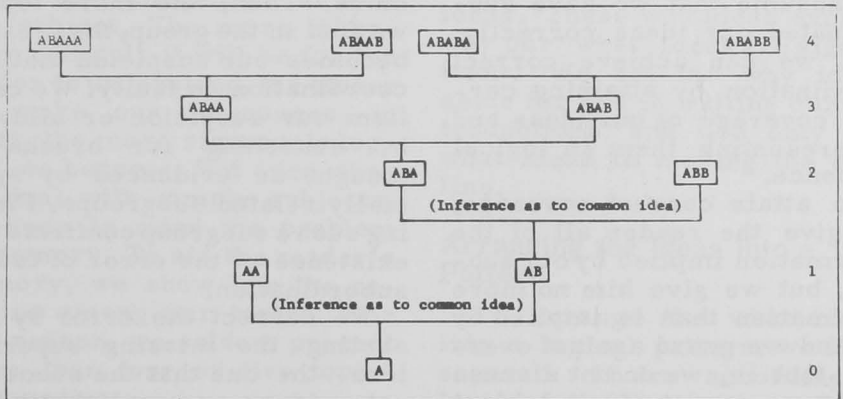 ABAAA ABAAB ABABA ABABB 4
ABAA ABAB 3
ABA ABB 2
(Inference as to common idea)
AA AB 1
(Inference as to common idea)
A 0